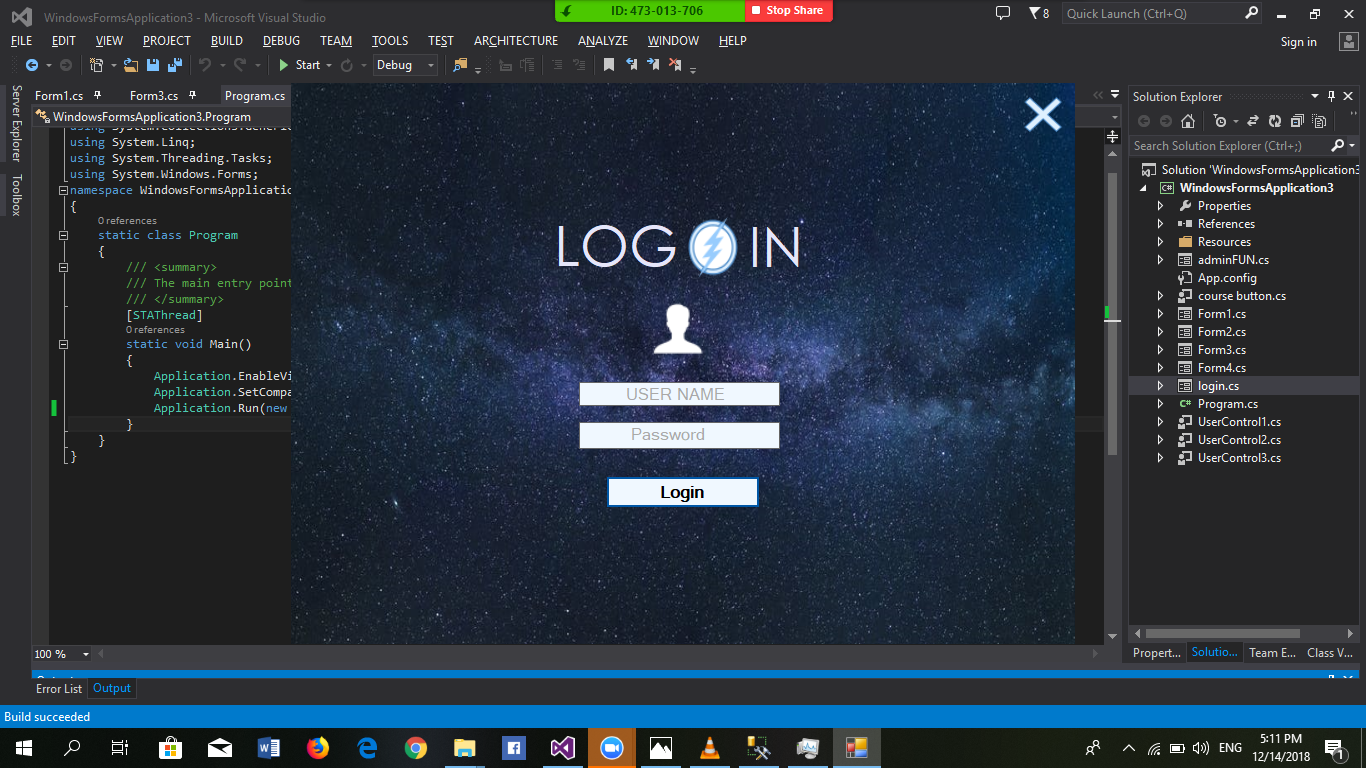 WindowsFormsApplication3 - Microsoft Visual Studio
ID: 473-013-706
Stop Share
8
Quick Launch (Ctrl+Q)
FILE EDIT VIEW PROJECT BUILD DEBUG TEAM TOOLS TEST ARCHITECTURE ANALYZE WINDOW HELP
Sign in
Start
Debug
Server Explorer
Toolbox
Form1.cs
Form3.cs
Program.cs
WindowsFormsApplication3.Program
using System.Collections.Generic
using System.Linq;
using System.Threading.Tasks;
using System.Windows.Forms;
namespace WindowsFormsApplication
{
0 references
static class Program
{
/// <summary>
/// The main entry point
/// </summary>
[STAThread]
0 references
static void Main()
{
Application.EnableVi
Application.SetCompa
Application.Run(new
}
}
}
100 %
LOG IN
USER NAME
Password
Login
Solution Explorer
Search Solution Explorer (Ctrl+;)
Solution 'WindowsFormsApplication3
WindowsFormsApplication3
Properties
References
Resources
adminFUN.cs
App.config
course button.cs
Form1.cs
Form2.cs
Form3.cs
Form4.cs
login.cs
Program.cs
UserControl1.cs
UserControl2.cs
UserControl3.cs
Propert... Solutio... Team E... Class V...
Error List
Output
Build succeeded
ENG
5:11 PM
12/14/2018
1